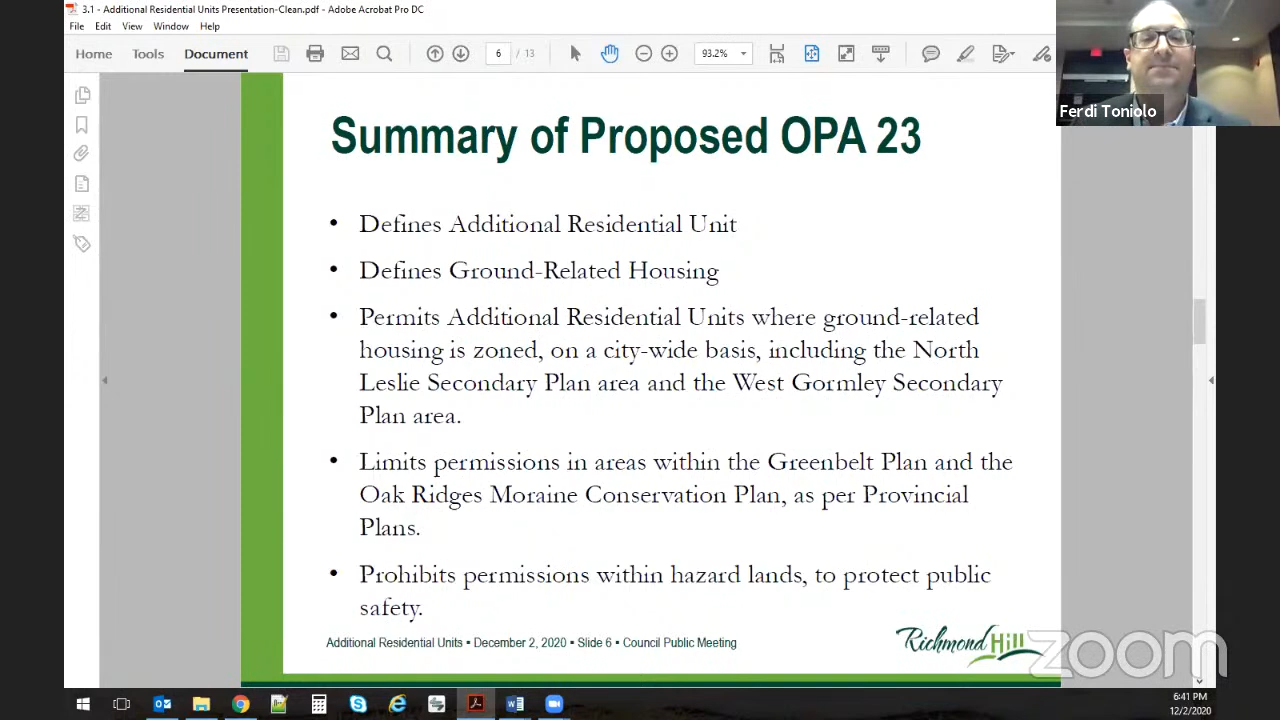 3.1 - Additional Residential Units Presentation-Clean.pdf - Adobe Acrobat Pro DC
File Edit View Window Help
Home Tools Document 6 / 13 93.2%
Ferdi Toniolo
Summary of Proposed OPA 23
• Defines Additional Residential Unit
• Defines Ground-Related Housing
• Permits Additional Residential Units where ground-related
housing is zoned, on a city-wide basis, including the North
Leslie Secondary Plan area and the West Gormley Secondary
Plan area.
• Limits permissions in areas within the Greenbelt Plan and the
Oak Ridges Moraine Conservation Plan, as per Provincial
Plans.
• Prohibits permissions within hazard lands, to protect public
safety.
Additional Residential Units ▪ December 2, 2020 ▪ Slide 6 ▪ Council Public Meeting
Richmond Hill
zoom
6:41 PM
12/2/2020